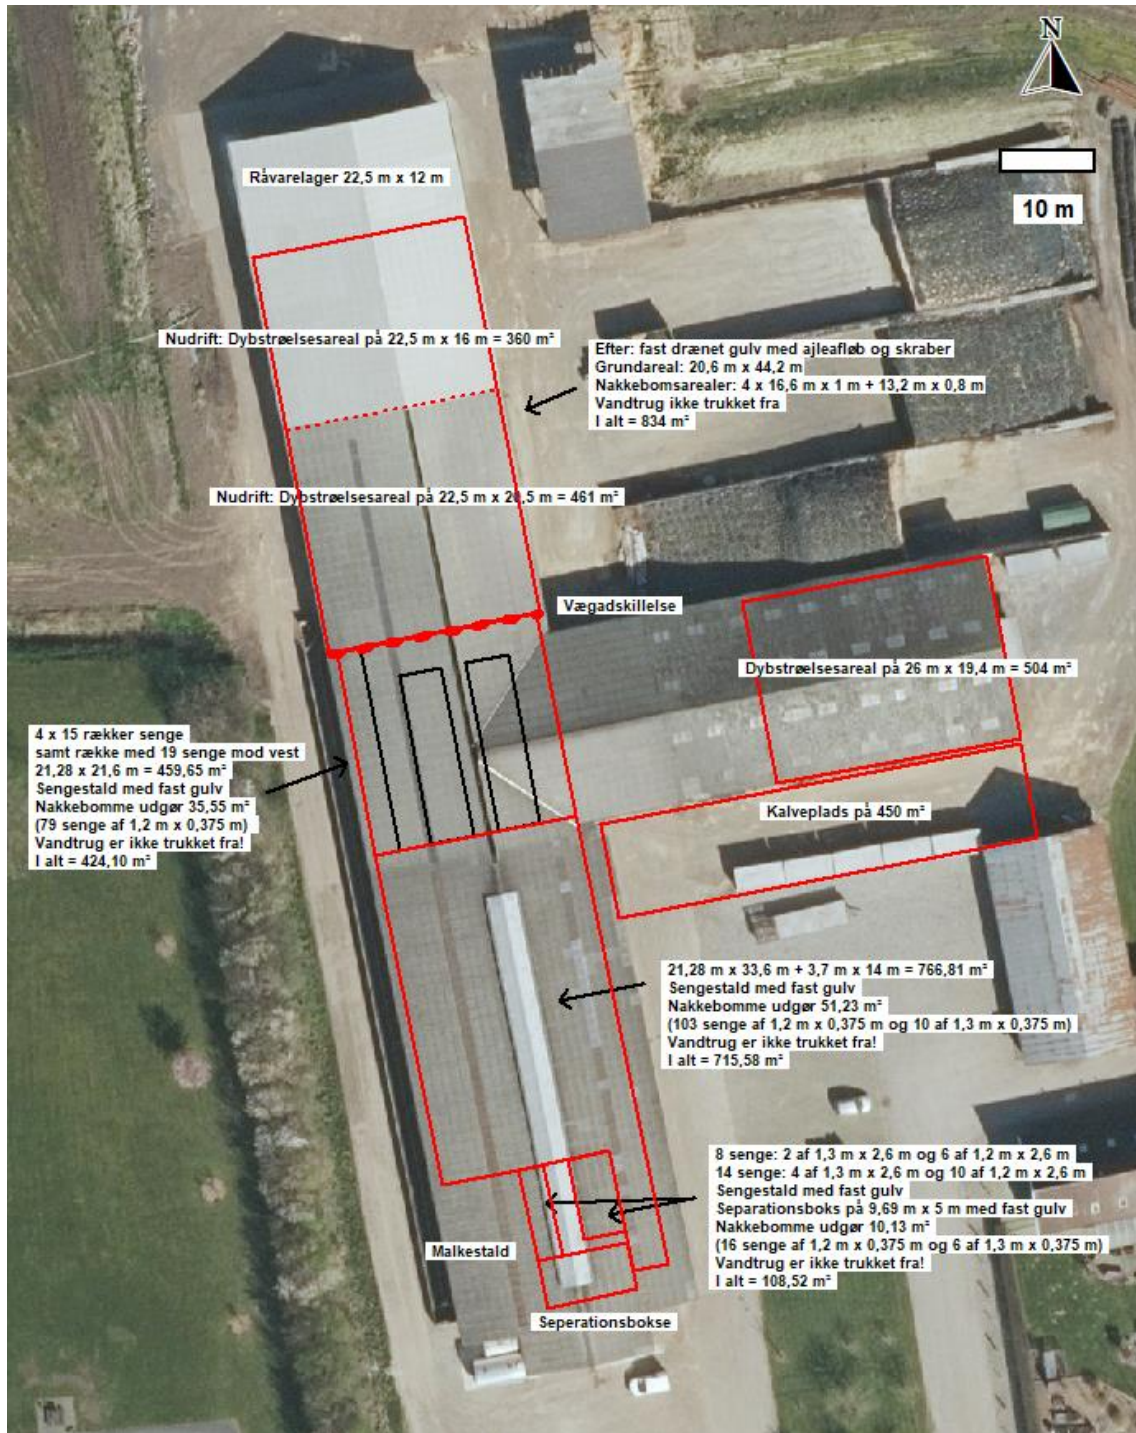 N
10 m
Råvarelager 22,5 m x 12 m
Nudrift: Dybstrøelsesareal på 22,5 m x 16 m = 360 m²
Efter: fast drænet gulv med ajleafløb og skraber
Grundareal: 20,6 m x 44,2 m
Nakkebomsarealer: 4 x 16,6 m x 1 m + 13,2 m x 0,8 m
Vandtrug ikke trukket fra
I alt = 834 m²
Nudrift: Dybstrøelsesareal på 22,5 m x 20,5 m = 461 m²
Vægadskillelse
Dybstrøelsesareal på 26 m x 19,4 m = 504 m²
4 x 15 rækker senge
samt række med 19 senge mod vest
21,28 x 21,6 m = 459,65 m²
Sengestald med fast gulv
Nakkebomme udgør 35,55 m²
(79 senge af 1,2 m x 0,375 m)
Vandtrug er ikke trukket fra!
I alt = 424,10 m²
Kalveplads på 450 m²
21,28 m x 33,6 m + 3,7 m x 14 m = 766,81 m²
Sengestald med fast gulv
Nakkebomme udgør 51,23 m²
(103 senge af 1,2 m x 0,375 m og 10 af 1,3 m x 0,375 m)
Vandtrug er ikke trukket fra!
I alt = 715,58 m²
8 senge: 2 af 1,3 m x 2,6 m og 6 af 1,2 m x 2,6 m
14 senge: 4 af 1,3 m x 2,6 m og 10 af 1,2 m x 2,6 m
Sengestald med fast gulv
Separationsboks på 9,69 m x 5 m med fast gulv
Nakkebomme udgør 10,13 m²
(16 senge af 1,2 m x 0,375 m og 6 af 1,3 m x 0,375 m)
Vandtrug er ikke trukket fra!
I alt = 108,52 m²
Malkestald
Seperationsbokse